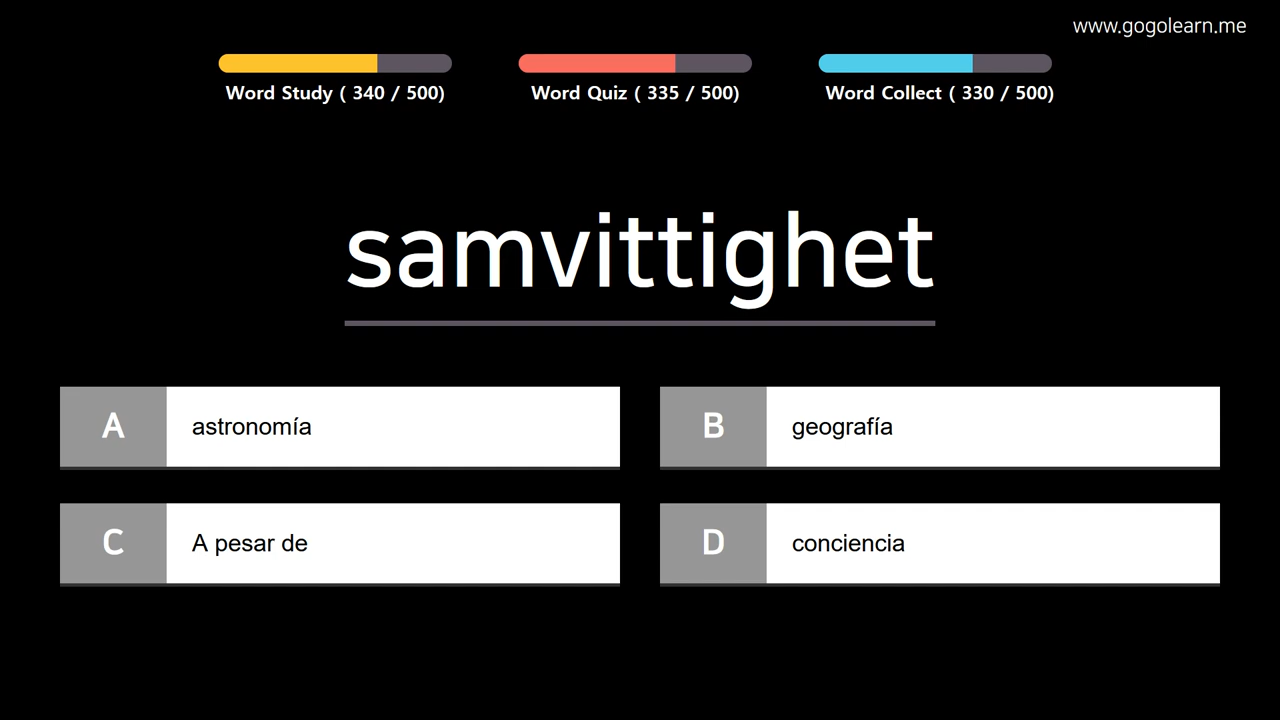 www.gogolearn.me
Word Study ( 340 / 500)
Word Quiz ( 335 / 500)
Word Collect ( 330 / 500)
samvittighet
A astronomía
B geografía
C A pesar de
D conciencia